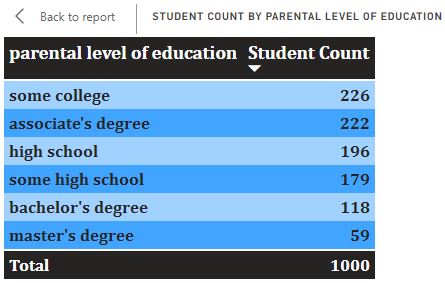 Back to report STUDENT COUNT BY PARENTAL LEVEL OF EDUCATION
parental level of education Student Count
some college 226
associate's degree 222
high school 196
some high school 179
bachelor's degree 118
master's degree 59
Total 1000